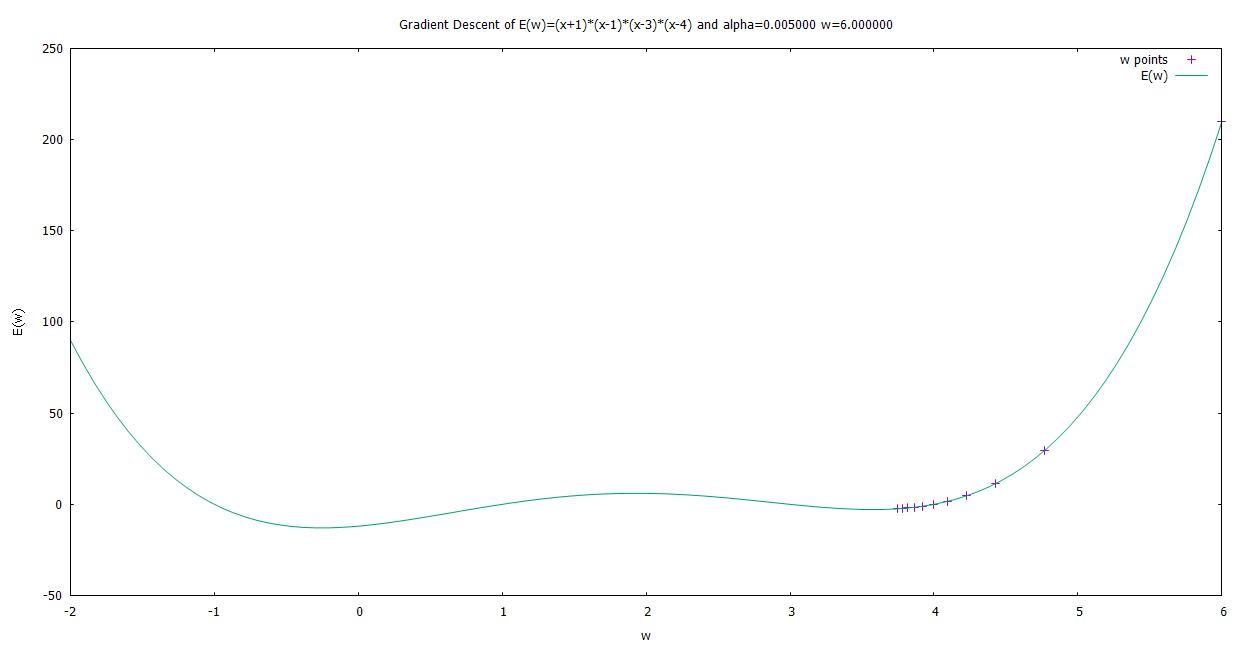 Gradient Descent of E(w)=(x+1)*(x-1)*(x-3)*(x-4) and alpha=0.005000 w=6.000000
w points
E(w)
250
200
150
100
50
0
-50
E(w)
-2 -1 0 1 2 3 4 5 6
w